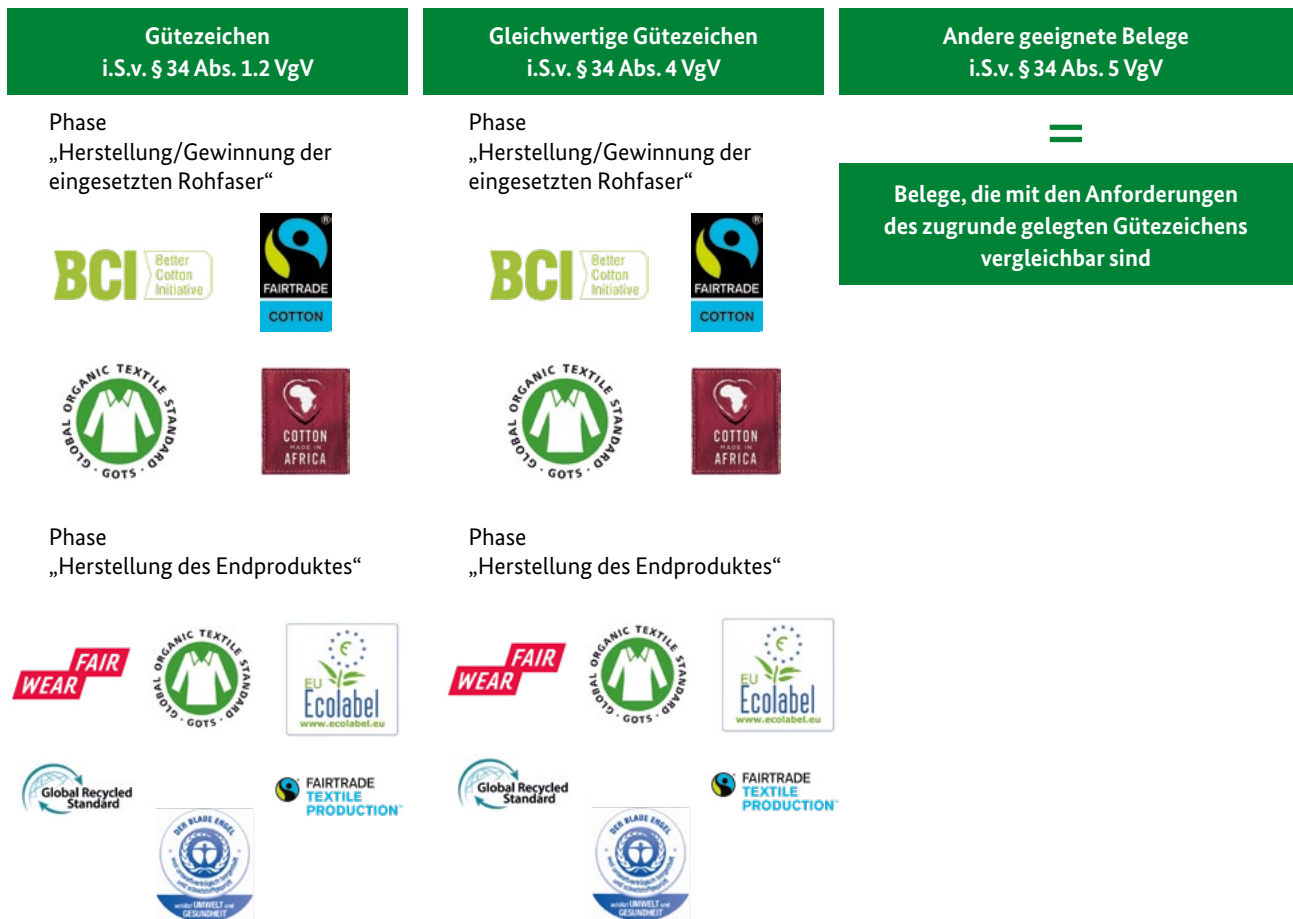 Gütezeichen
i.S.v. § 34 Abs. 1.2 VgV
Phase
„Herstellung/Gewinnung der
eingesetzten Rohfaser“
BCI
Better
Cotton
Initiative
®
FAIRTRADE
COTTON
GLOBAL ORGANIC TEXTILE STANDARD · GOTS ·
COTTON
MADE IN
AFRICA
Phase
„Herstellung des Endproduktes“
FAIR
WEAR
GLOBAL ORGANIC TEXTILE STANDARD · GOTS ·
EU
Ecolabel
www.ecolabel.eu
Global Recycled
Standard
FAIRTRADE
TEXTILE
PRODUCTION™
DER BLAUE ENGEL
schützt UMWELT und
GESUNDHEIT
Gleichwertige Gütezeichen
i.S.v. § 34 Abs. 4 VgV
Phase
„Herstellung/Gewinnung der
eingesetzten Rohfaser“
BCI
Better
Cotton
Initiative
®
FAIRTRADE
COTTON
GLOBAL ORGANIC TEXTILE STANDARD · GOTS ·
COTTON
MADE IN
AFRICA
Phase
„Herstellung des Endproduktes“
FAIR
WEAR
GLOBAL ORGANIC TEXTILE STANDARD · GOTS ·
EU
Ecolabel
www.ecolabel.eu
Global Recycled
Standard
FAIRTRADE
TEXTILE
PRODUCTION™
DER BLAUE ENGEL
schützt UMWELT und
GESUNDHEIT
Andere geeignete Belege
i.S.v. § 34 Abs. 5 VgV
=
Belege, die mit den Anforderungen
des zugrunde gelegten Gütezeichens
vergleichbar sind